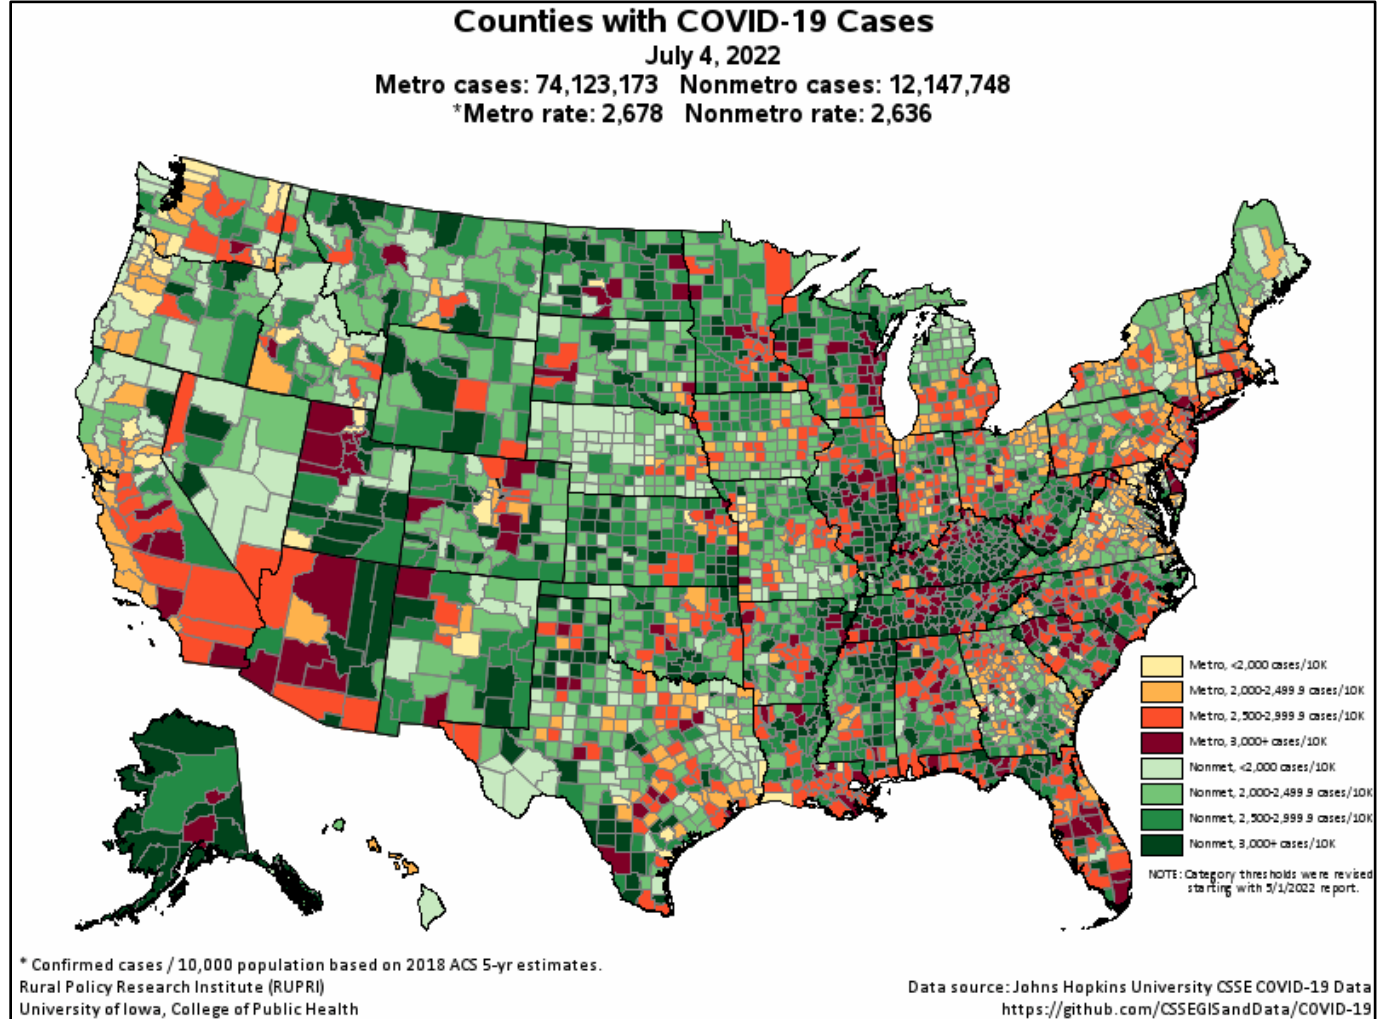 Counties with COVID-19 Cases
July 4, 2022
Metro cases: 74,123,173 Nonmetro cases: 12,147,748
*Metro rate: 2,678 Nonmetro rate: 2,636
Metro, <2,000 cases/10K
Metro, 2,000-2,499.9 cases/10K
Metro, 2,500-2,999.9 cases/10K
Metro, 3,000+ cases/10K
Nonmet, <2,000 cases/10K
Nonmet, 2,000-2,499.9 cases/10K
Nonmet, 2,500-2,999.9 cases/10K
Nonmet, 3,000+ cases/10K
NOTE: Category thresholds were revised
starting with 5/1/2022 report.
* Confirmed cases / 10,000 population based on 2018 ACS 5-yr estimates.
Rural Policy Research Institute (RUPRI)
University of Iowa, College of Public Health
Data source: Johns Hopkins University CSSE COVID-19 Data
https://github.com/CSSEGISandData/COVID-19